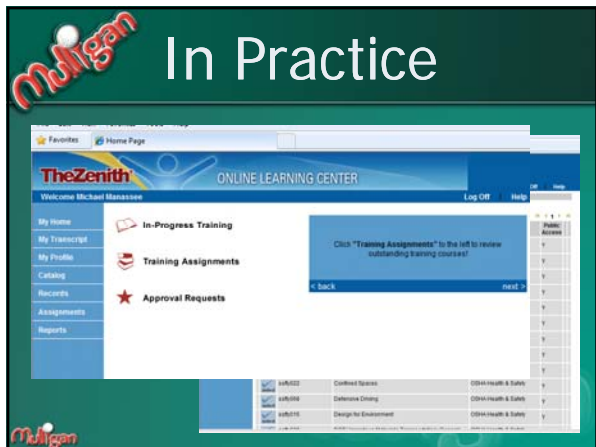 Mulligan
In Practice
Favorites Home Page
TheZenith ONLINE LEARNING CENTER
Welcome Michael Manassee Log Off Help
Off Help
My Home
My Transcript
My Profile
Catalog
Records
Assignments
Reports
In-Progress Training
Training Assignments
Approval Requests
Click "Training Assignments" to the left to review
outstanding training courses!
< back next >
1
Public
Access
Y
Y
Y
Y
Y
Y
Y
Y
Confined Spaces OSHA Health & Safety Y
Defensive Driving OSHA Health & Safety Y
Design for Environment OSHA Health & Safety Y
Mulligan